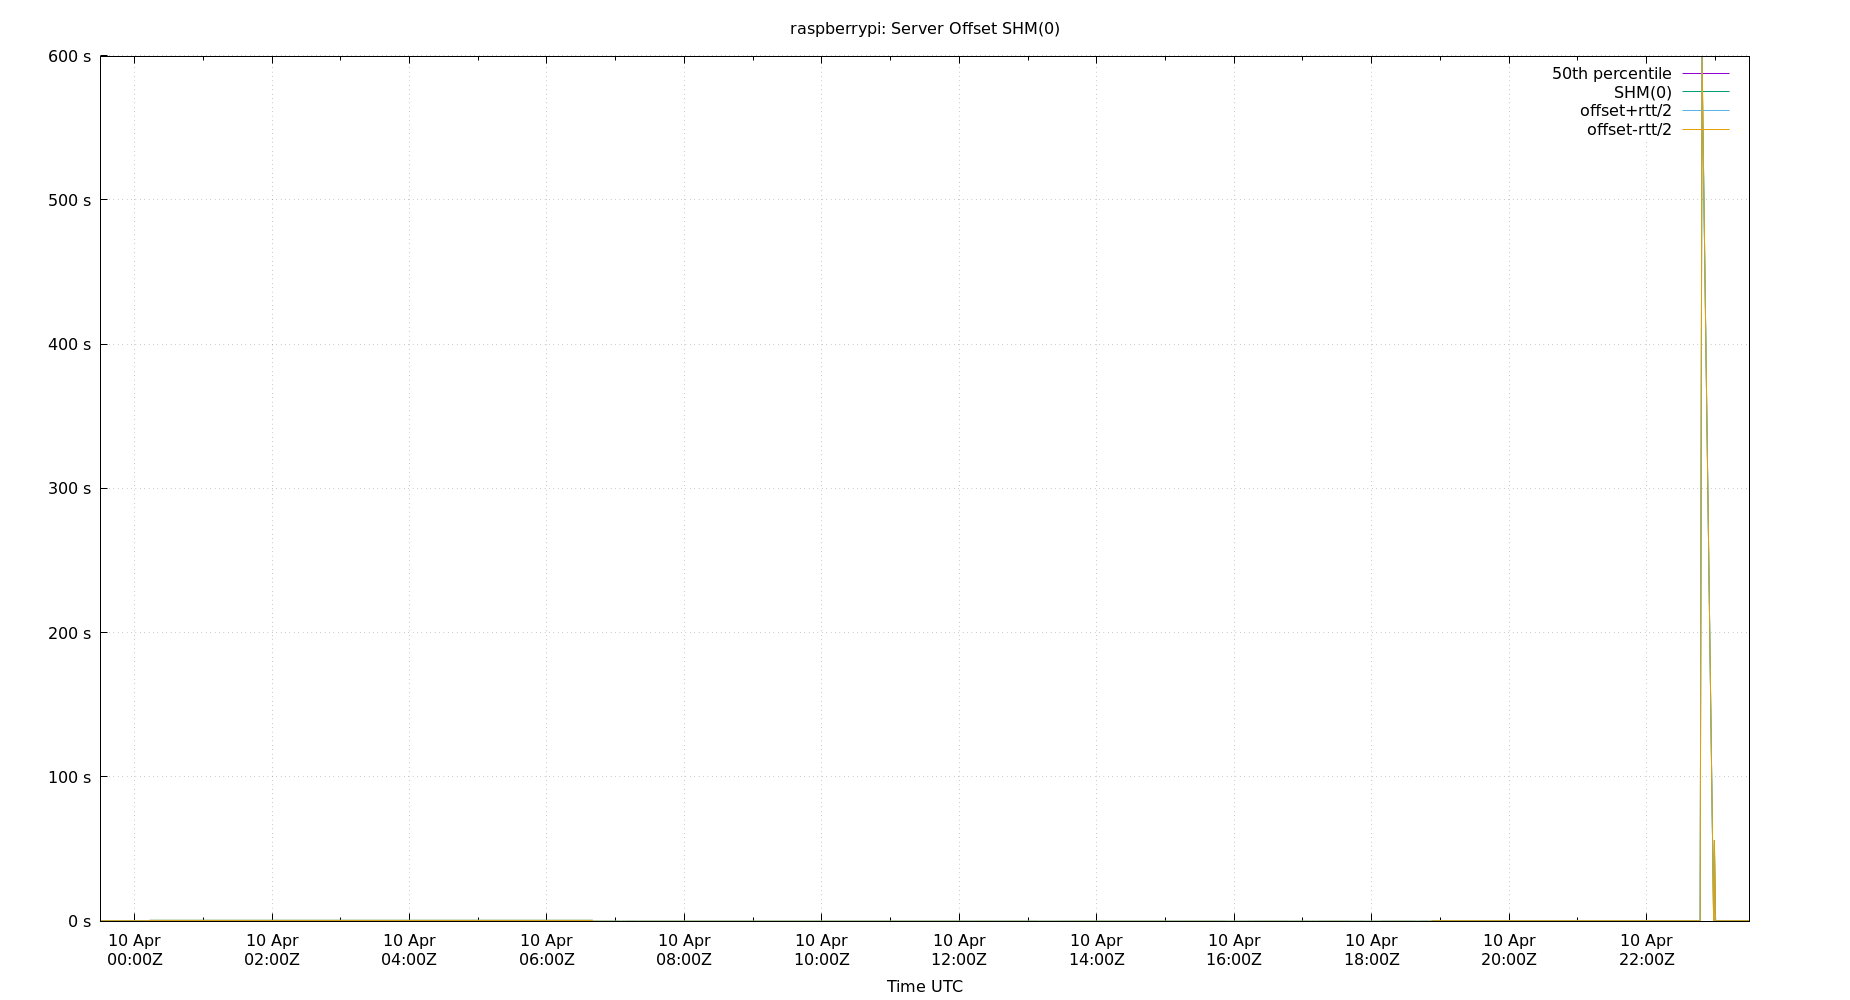 raspberrypi: Server Offset SHM(0)
600 s
50th percentile
SHM(0)
offset+rtt/2
offset-rtt/2
500 s
400 s
300 s
200 s
100 s
0 s
10 Apr 10 Apr 10 Apr 10 Apr 10 Apr 10 Apr 10 Apr 10 Apr 10 Apr 10 Apr 10 Apr 10 Apr
00:00Z 02:00Z 04:00Z 06:00Z 08:00Z 10:00Z 12:00Z 14:00Z 16:00Z 18:00Z 20:00Z 22:00Z
Time UTC